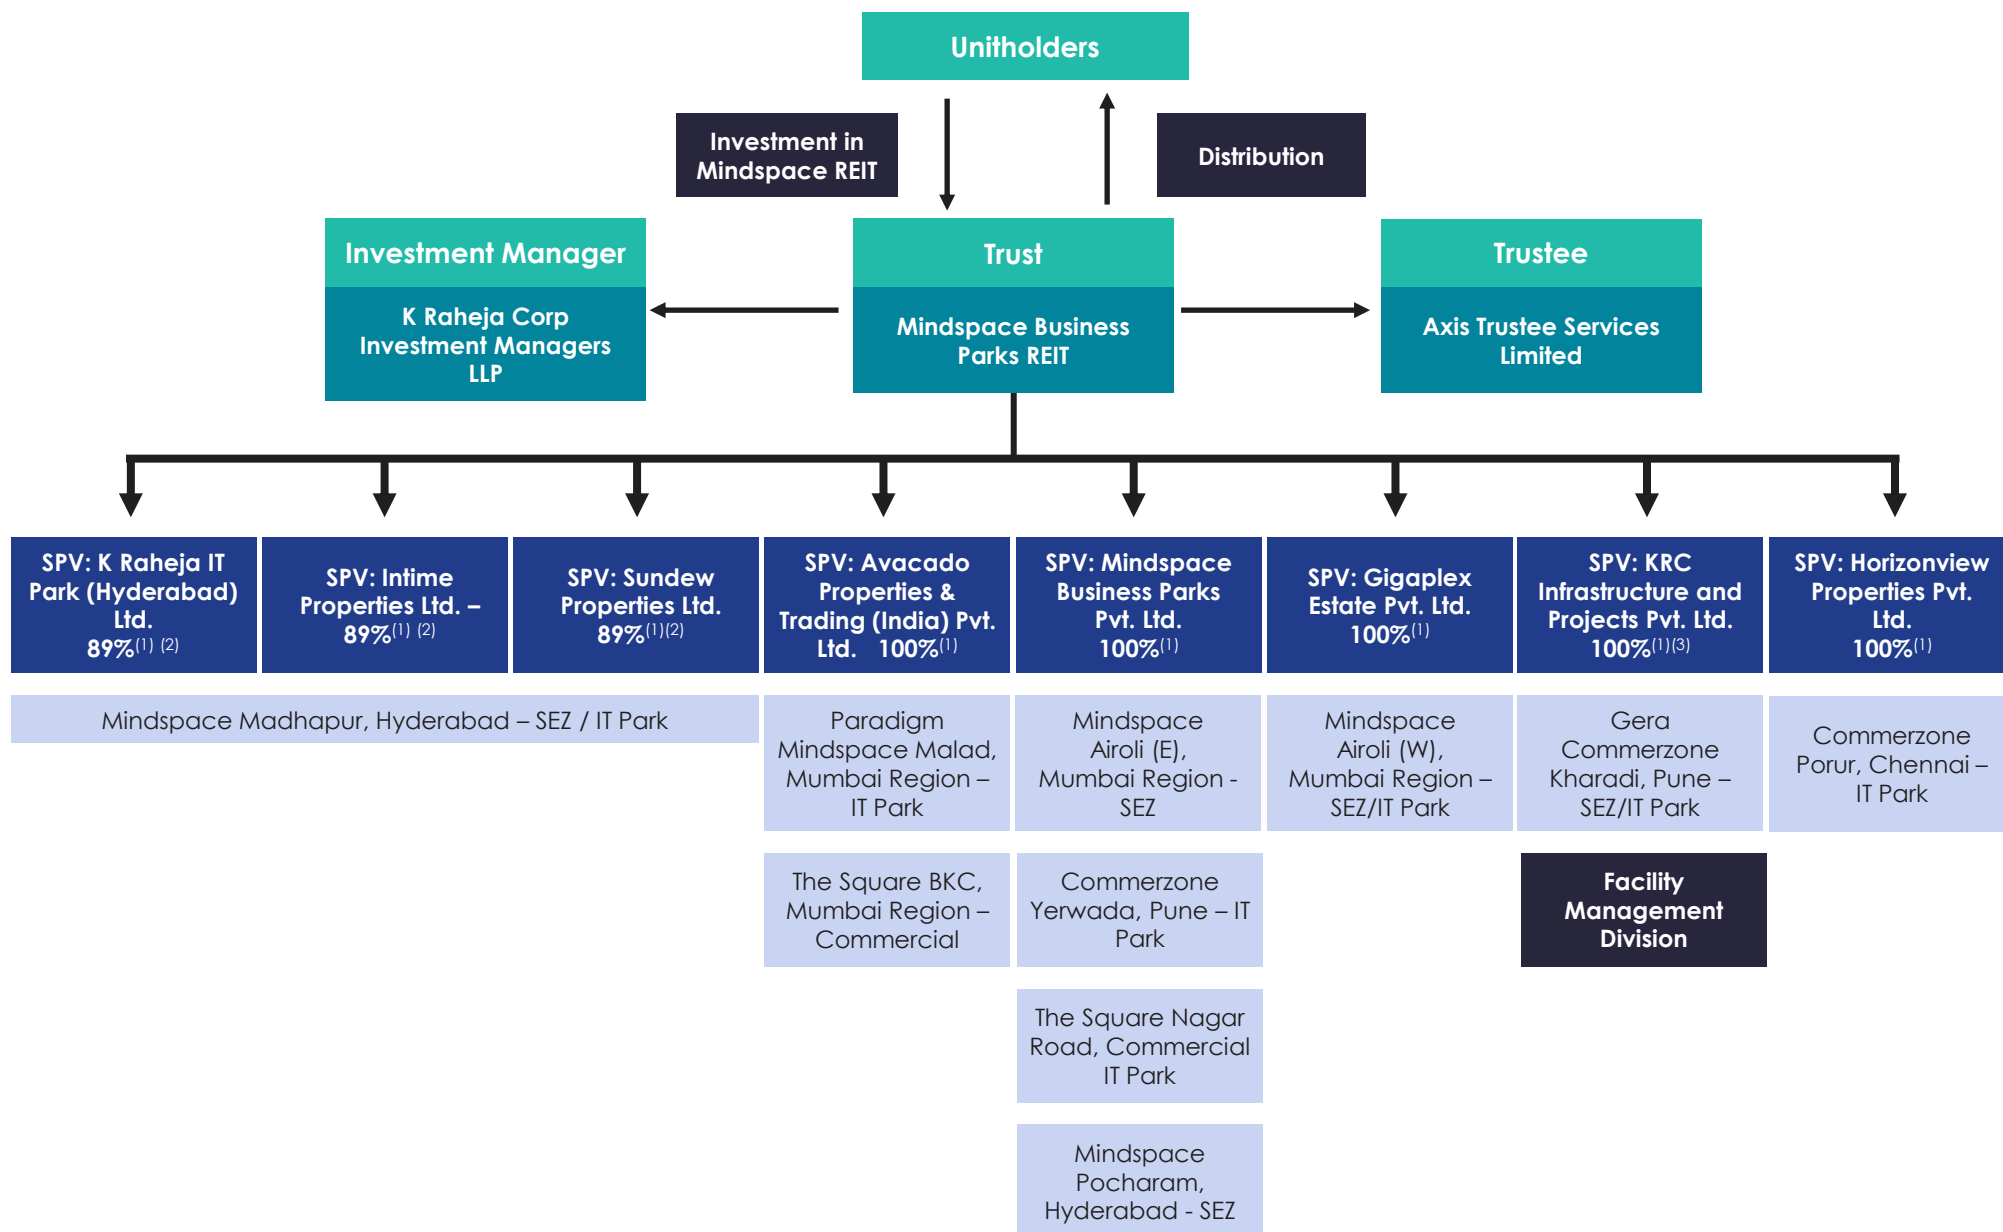 Unitholders
Investment in
Mindspace REIT
Distribution
Investment Manager
K Raheja Corp
Investment Managers
LLP
Trust
Mindspace Business
Parks REIT
Trustee
Axis Trustee Services
Limited
SPV: K Raheja IT
Park (Hyderabad)
Ltd.
89%(1) (2)
SPV: Intime
Properties Ltd. –
89%(1) (2)
SPV: Sundew
Properties Ltd.
89%(1)(2)
SPV: Avacado
Properties &
Trading (India) Pvt.
Ltd. 100%(1)
SPV: Mindspace
Business Parks
Pvt. Ltd.
100%(1)
SPV: Gigaplex
Estate Pvt. Ltd.
100%(1)
SPV: KRC
Infrastructure and
Projects Pvt. Ltd.
100%(1)(3)
SPV: Horizonview
Properties Pvt.
Ltd.
100%(1)
Mindspace Madhapur, Hyderabad – SEZ / IT Park
Paradigm
Mindspace Malad,
Mumbai Region –
IT Park
Mindspace
Airoli (E),
Mumbai Region -
SEZ
Mindspace
Airoli (W),
Mumbai Region –
SEZ/IT Park
Gera
Commerzone
Kharadi, Pune –
SEZ/IT Park
Commerzone
Porur, Chennai –
IT Park
The Square BKC,
Mumbai Region –
Commercial
Commerzone
Yerwada, Pune – IT
Park
Facility
Management
Division
The Square Nagar
Road, Commercial
IT Park
Mindspace
Pocharam,
Hyderabad - SEZ